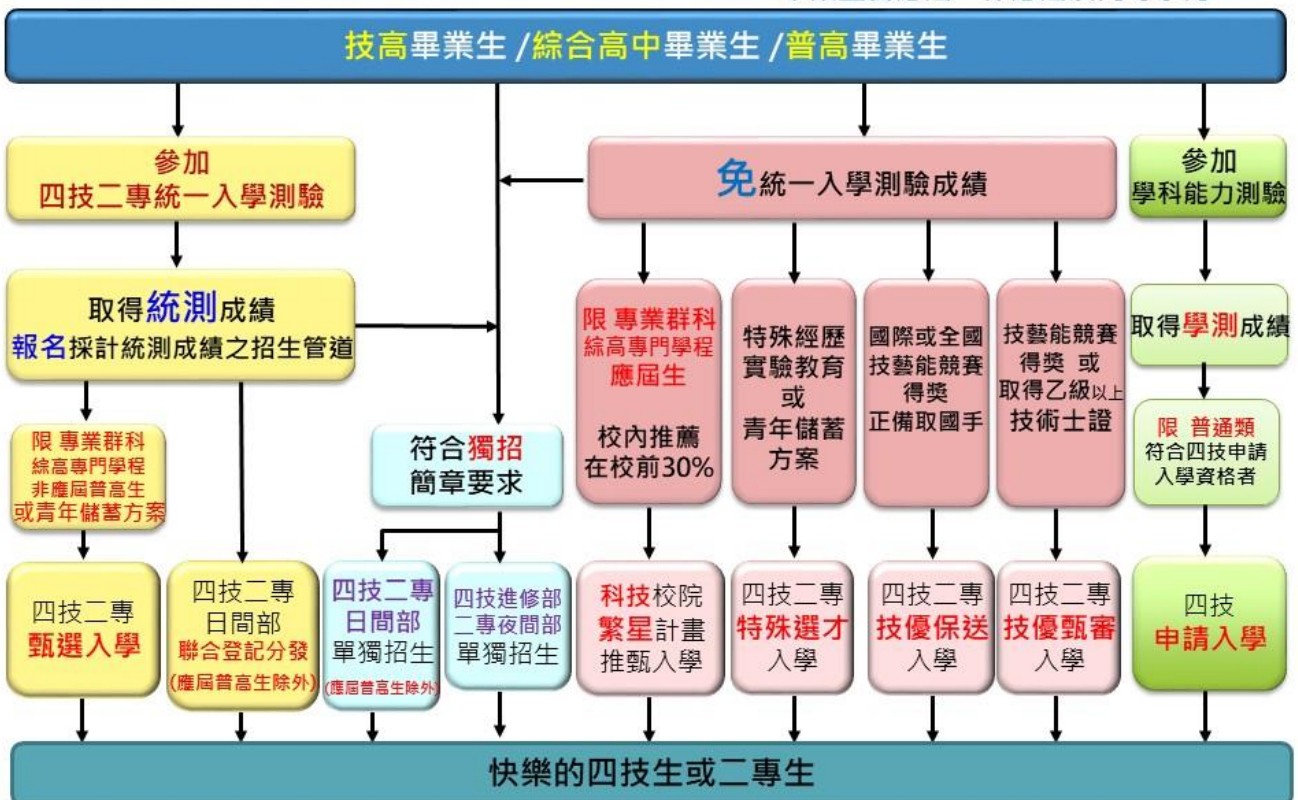 技高畢業生 /綜合高中畢業生 /普高畢業生
參加
四技二專統一入學測驗
免統一入學測驗成績
參加
學科能力測驗
取得統測成績
報名採計統測成績之招生管道
限 專業群科
綜高專門學程
應屆生
校內推薦
在校前30%
特殊經歷
實驗教育
或
青年儲蓄
方案
國際或全國
技藝能競賽
得獎
正備取國手
技藝能競賽
得獎 或
取得乙級以上
技術士證
取得學測成績
限 專業群科
綜高專門學程
非應屆普高生
或青年儲蓄方案
符合獨招
簡章要求
限 普通類
符合四技申請
入學資格者
四技二專
甄選入學
四技二專
日間部
聯合登記分發
(應屆普高生除外)
四技二專
日間部
單獨招生
(應屆普高生除外)
四技進修部
二專夜間部
單獨招生
科技校院
繁星計畫
推甄入學
四技二專
特殊選才
入學
四技二專
技優保送
入學
四技二專
技優甄審
入學
四技
申請入學
快樂的四技生或二專生